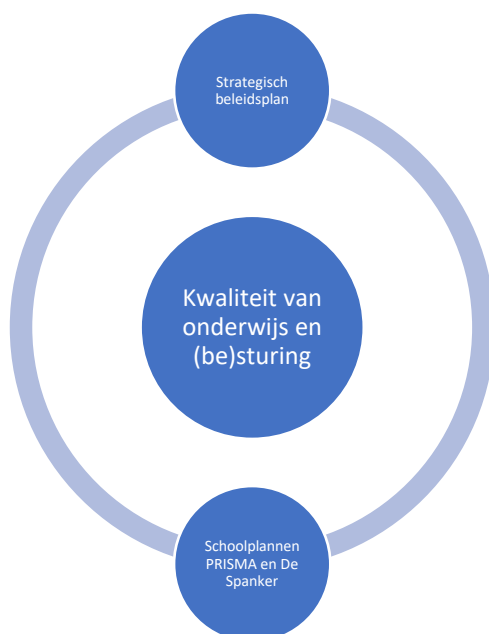 Strategisch
beleidsplan
Kwaliteit van
onderwijs en
(be)sturing
Schoolplannen
PRISMA en De
Spanker